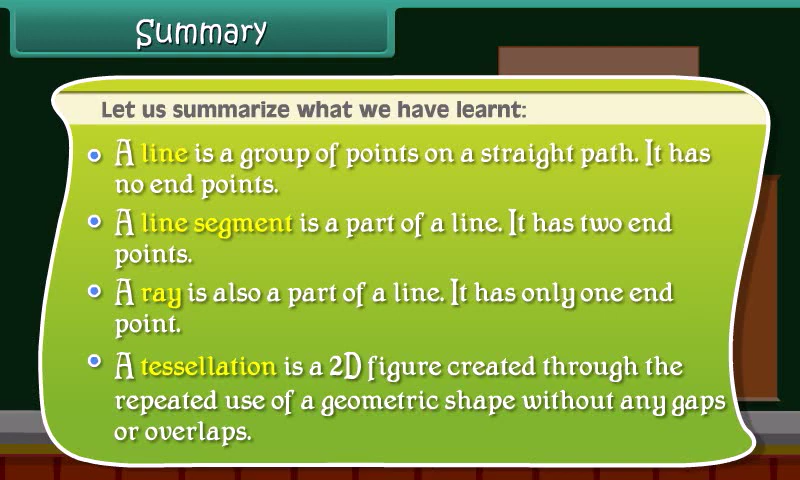 Summary
Let us summarize what we have learnt:
A line is a group of points on a straight path. It has
no end points.
A line segment is a part of a line. It has two end
points.
A ray is also a part of a line. It has only one end
point.
A tessellation is a 2D figure created through the
repeated use of a geometric shape without any gaps
or overlaps.